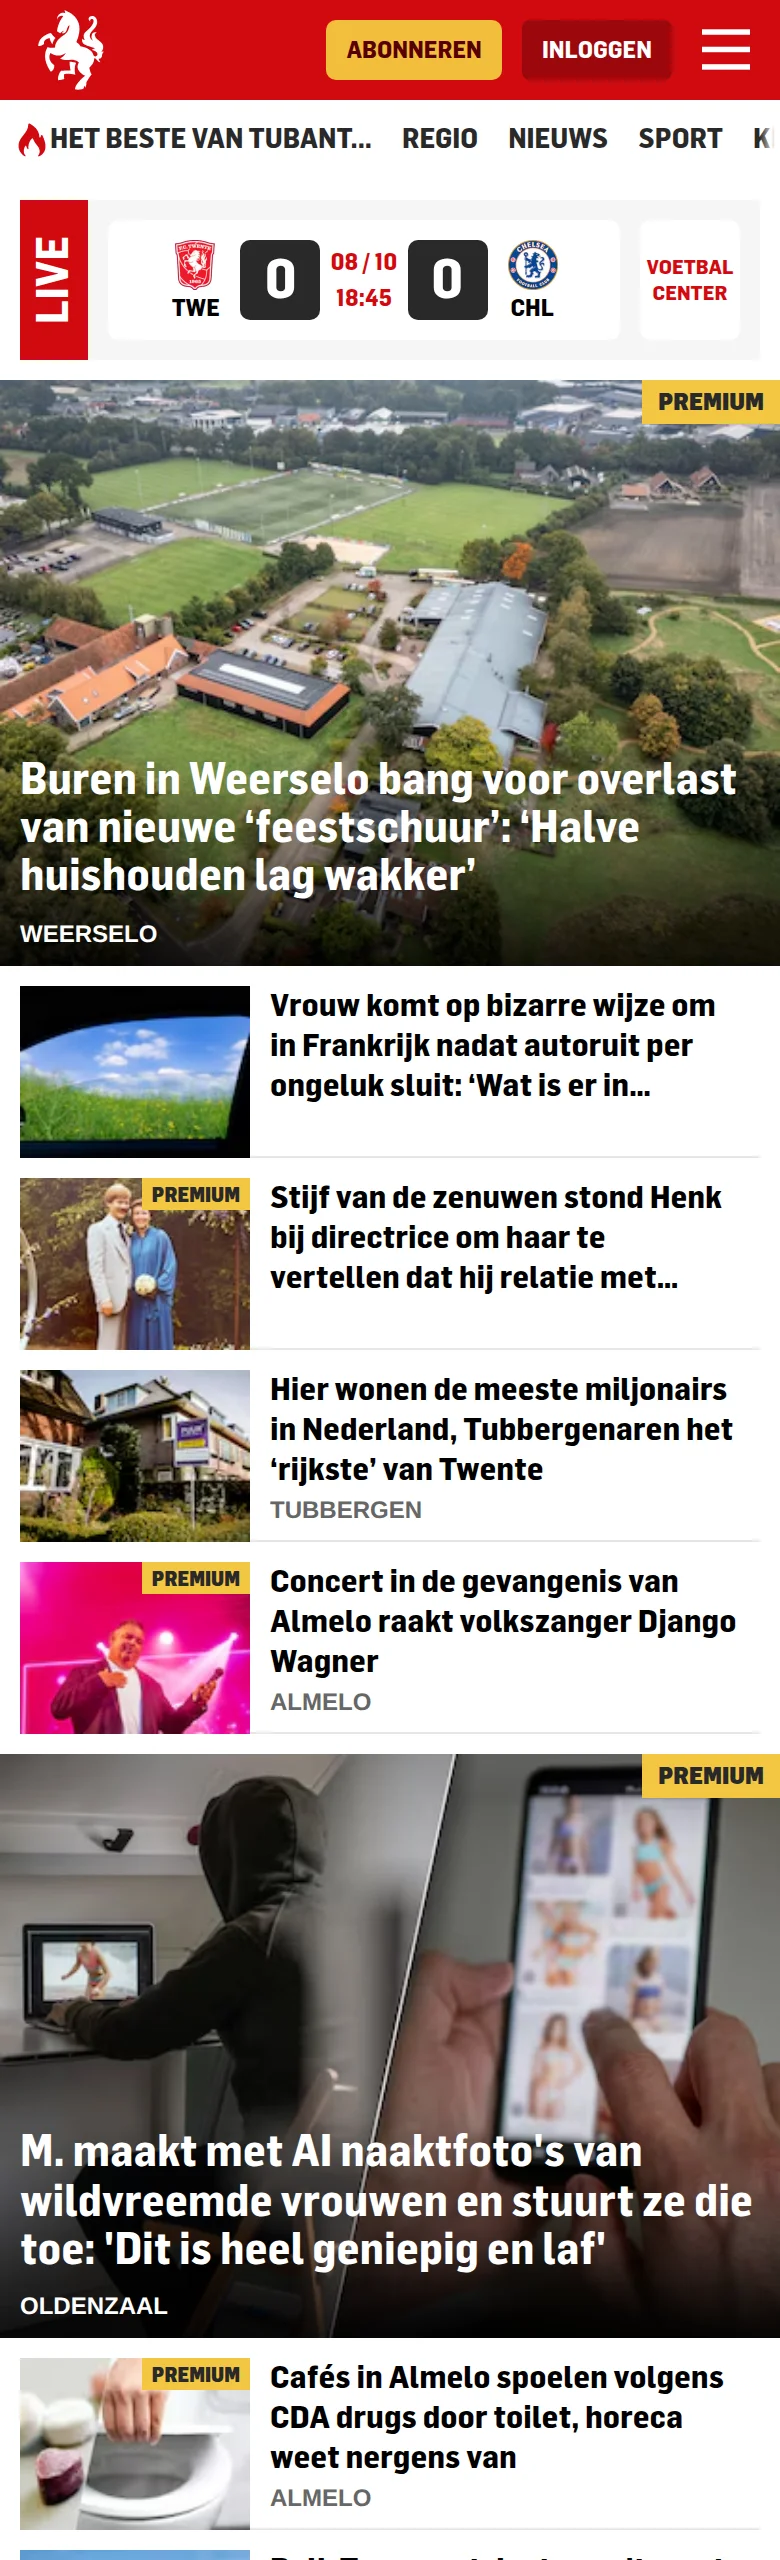 ABONNEREN
INLOGGEN
HET BESTE VAN TUBANT...
REGIO
NIEUWS
SPORT
LIVE
TWE
0
08 / 10
18:45
0
CHL
VOETBAL
CENTER
PREMIUM
Buren in Weerselo bang voor overlast
van nieuwe ‘feestschuur’: ‘Halve
huishouden lag wakker’
WEERSELO
Vrouw komt op bizarre wijze om
in Frankrijk nadat autoruit per
ongeluk sluit: ‘Wat is er in...
PREMIUM
Stijf van de zenuwen stond Henk
bij directrice om haar te
vertellen dat hij relatie met...
Hier wonen de meeste miljonairs
in Nederland, Tubbergenaren het
‘rijkste’ van Twente
TUBBERGEN
PREMIUM
Concert in de gevangenis van
Almelo raakt volkszanger Django
Wagner
ALMELO
PREMIUM
M. maakt met AI naaktfoto's van
wildvreemde vrouwen en stuurt ze die
toe: 'Dit is heel geniepig en laf'
OLDENZAAL
PREMIUM
Cafés in Almelo spoelen volgens
CDA drugs door toilet, horeca
weet nergens van
ALMELO